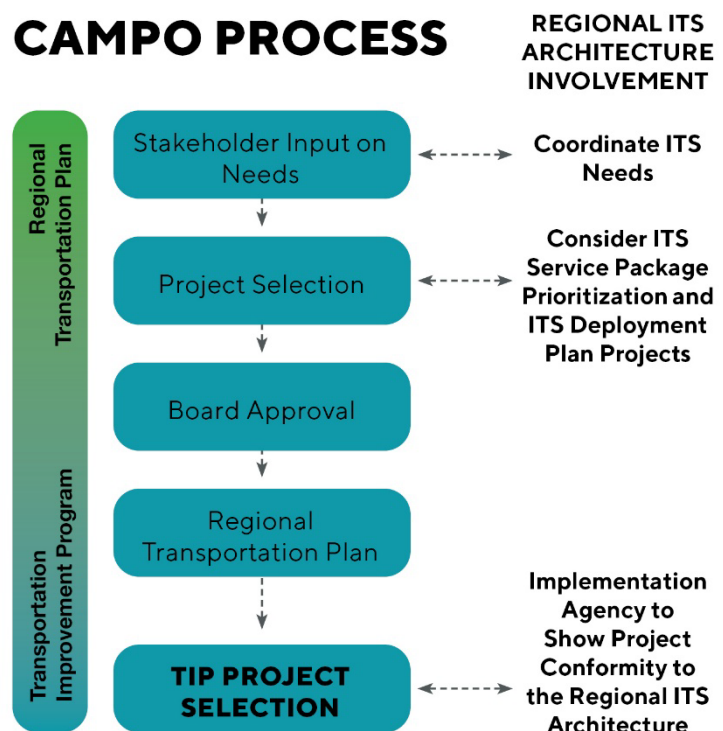 CAMPO PROCESS
REGIONAL ITS
ARCHITECTURE
INVOLVEMENT
Regional
Transportation Plan
Transportation
Improvement Program
Stakeholder Input on
Needs
Coordinate ITS
Needs
Project Selection
Consider ITS
Service Package
Prioritization and
ITS Deployment
Plan Projects
Board Approval
Regional
Transportation Plan
TIP PROJECT
SELECTION
Implementation
Agency to
Show Project
Conformity to
the Regional ITS
Architecture